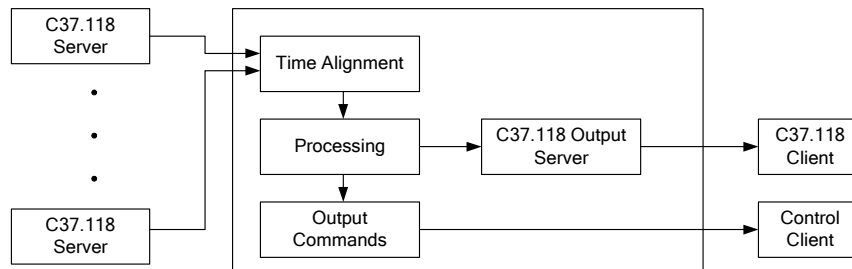 C37.118
Server
Time Alignment
Processing
C37.118 Output
Server
C37.118
Client
C37.118
Server
Output
Commands
Control
Client